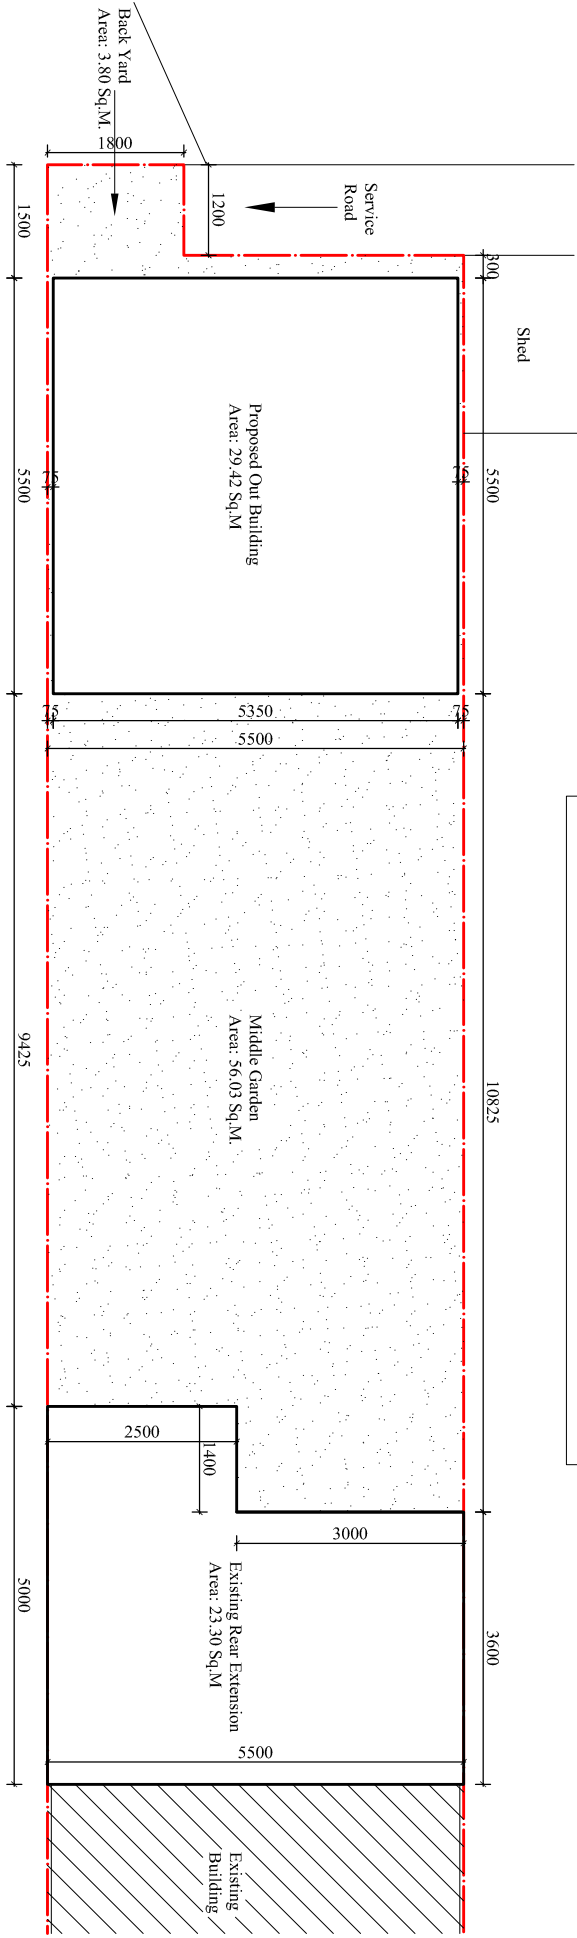 Back Yard
Area: 3.80 Sq.M.
1800
1200
Service
Road
1500
300
Shed
Proposed Out Building
Area: 29.42 Sq.M
75
75
5500
5500
75
5350
75
5500
Middle Garden
Area: 56.03 Sq.M.
9425
10825
2500
1400
3000
Existing Rear Extension
Area: 23.30 Sq.M
5000
3600
5500
Existing
Building